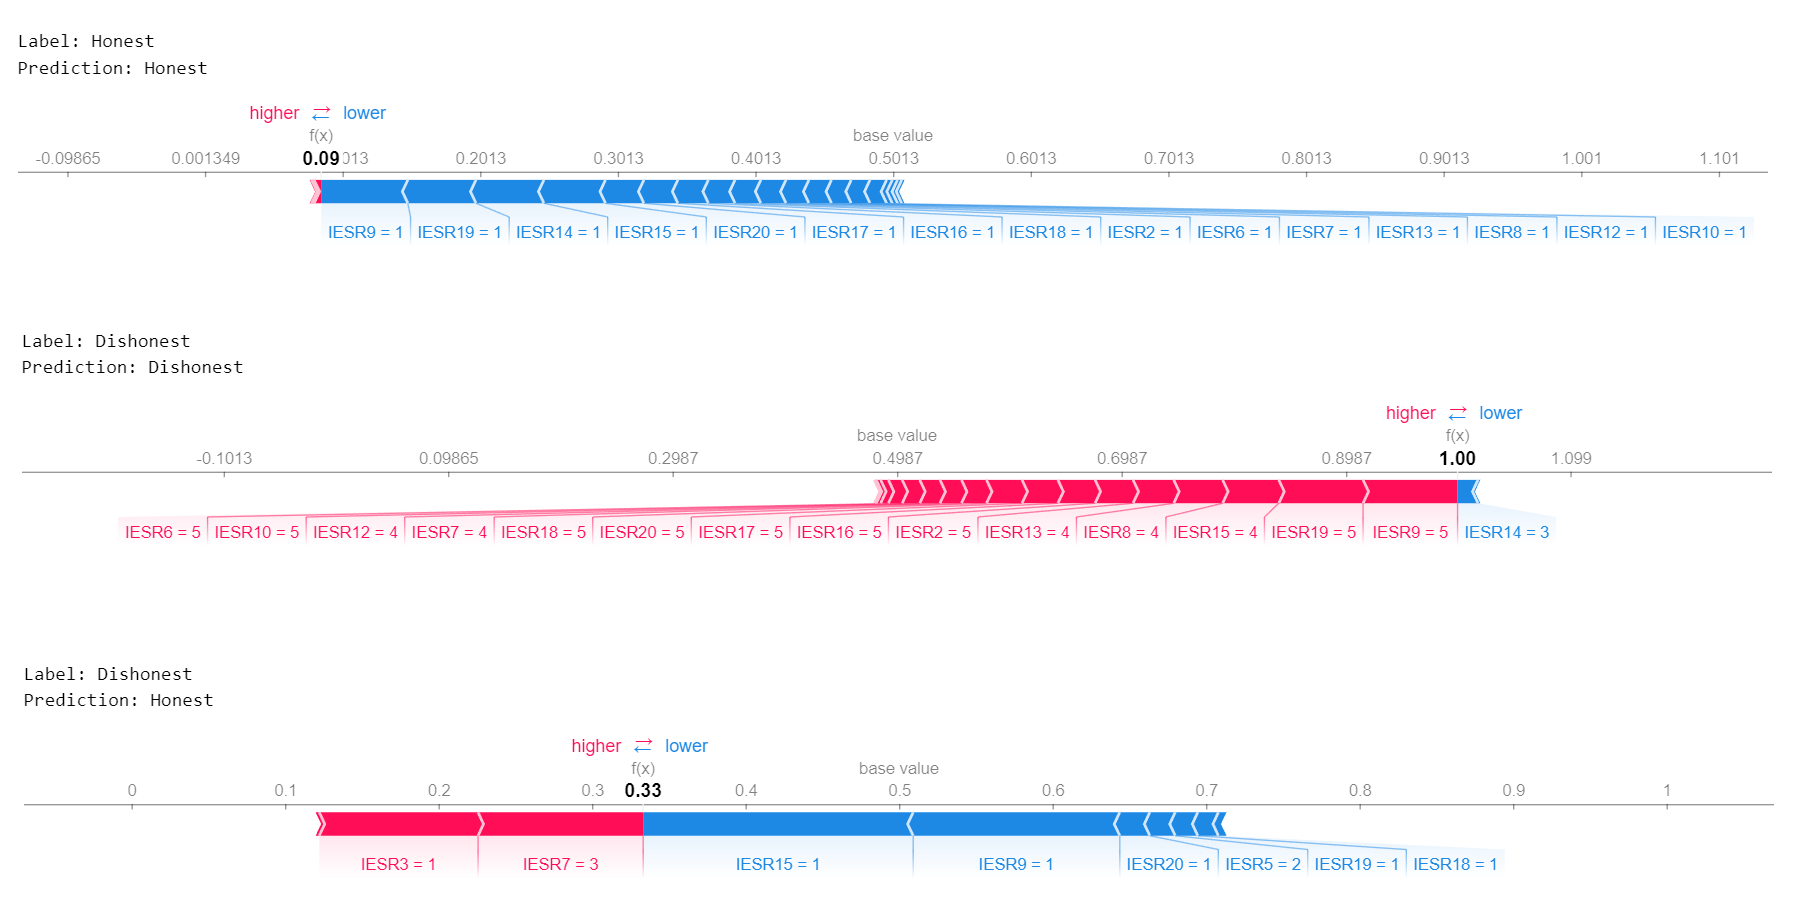 Label: Honest
Prediction: Honest
higher ⇄ lower
f(x) base value
-0.09865 0.001349 0.09 013 0.2013 0.3013 0.4013 0.5013 0.6013 0.7013 0.8013 0.9013 1.001 1.101
IESR9 = 1 IESR19 = 1 IESR14 = 1 IESR15 = 1 IESR20 = 1 IESR17 = 1 IESR16 = 1 IESR18 = 1 IESR2 = 1 IESR6 = 1 IESR7 = 1 IESR13 = 1 IESR8 = 1 IESR12 = 1 IESR10 = 1
Label: Dishonest
Prediction: Dishonest
higher ⇄ lower
base value f(x)
-0.1013 0.09865 0.2987 0.4987 0.6987 0.8987 1.00 1.099
IESR6 = 5 IESR10 = 5 IESR12 = 4 IESR7 = 4 IESR18 = 5 IESR20 = 5 IESR17 = 5 IESR16 = 5 IESR2 = 5 IESR13 = 4 IESR8 = 4 IESR15 = 4 IESR19 = 5 IESR9 = 5 IESR14 = 3
Label: Dishonest
Prediction: Honest
higher ⇄ lower
f(x) base value
0 0.1 0.2 0.3 0.33 0.4 0.5 0.6 0.7 0.8 0.9 1
IESR3 = 1 IESR7 = 3 IESR15 = 1 IESR9 = 1 IESR20 = 1 IESR5 = 2 IESR19 = 1 IESR18 = 1